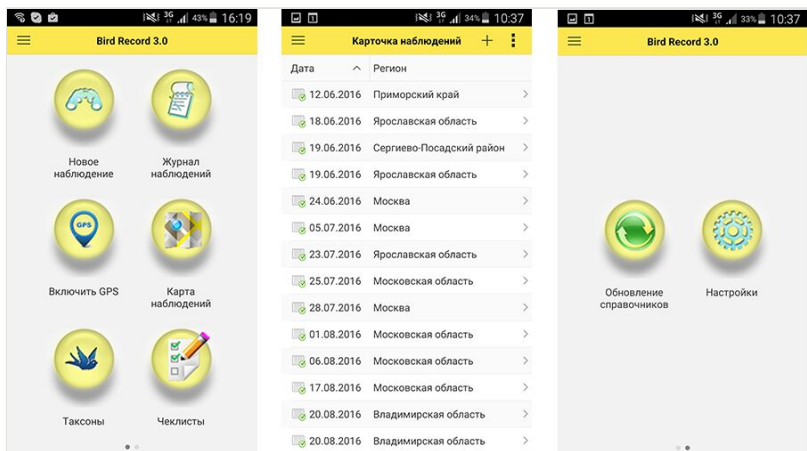 3G 43% 16:19
Bird Record 3.0
Новое наблюдение
Журнал наблюдений
GPS
Включить GPS
Карта наблюдений
Таксоны
Чеклисты
1 3G 34% 10:37
Карточка наблюдений
Дата Регион
12.06.2016 Приморский край
18.06.2016 Ярославская область
19.06.2016 Сергиево-Посадский район
19.06.2016 Ярославская область
24.06.2016 Москва
05.07.2016 Москва
23.07.2016 Ярославская область
25.07.2016 Московская область
28.07.2016 Москва
01.08.2016 Московская область
06.08.2016 Московская область
17.08.2016 Московская область
20.08.2016 Владимирская область
20.08.2016 Владимирская область
1 3G 33% 10:37
Bird Record 3.0
Обновление справочников
Настройки